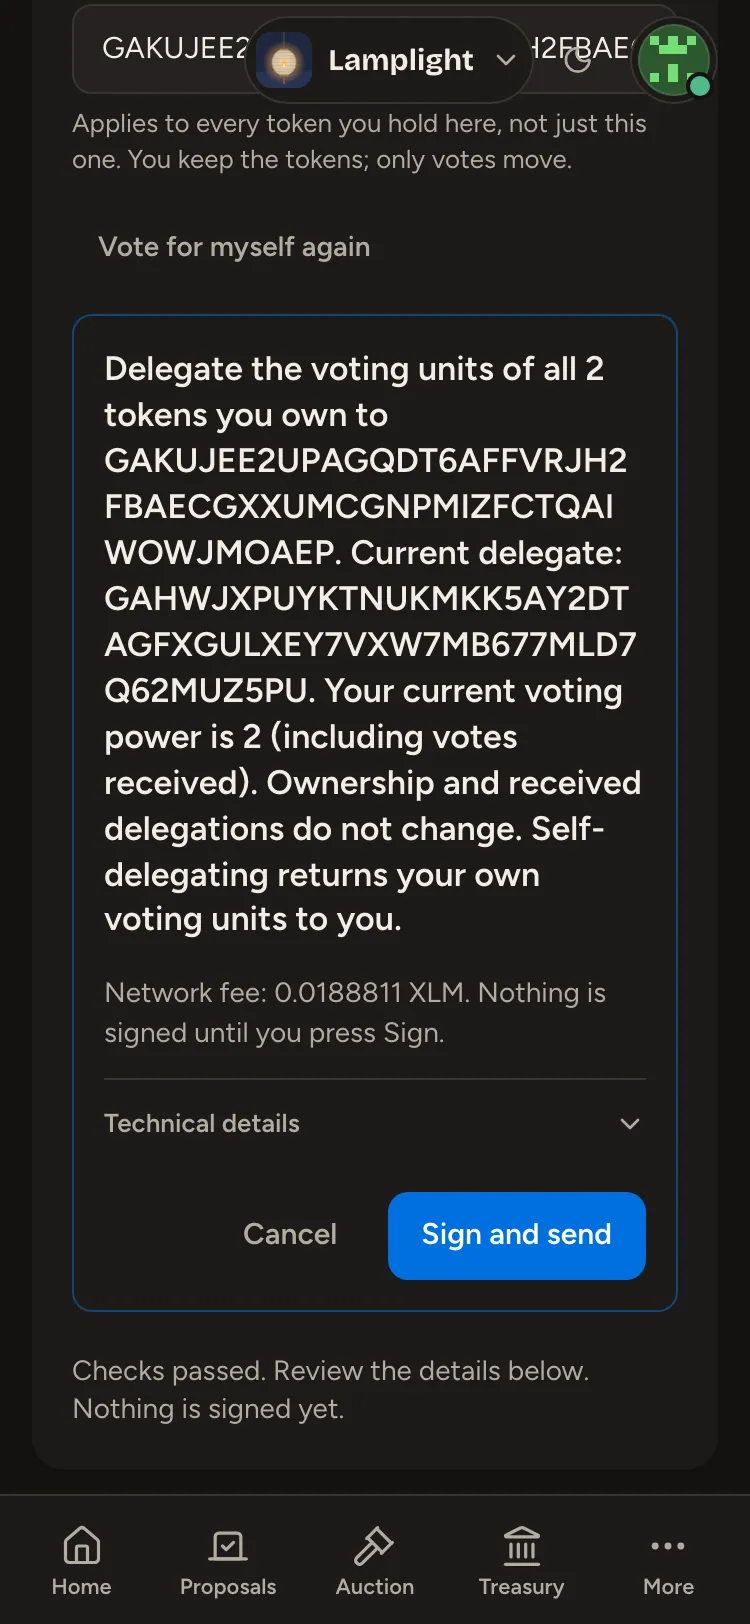 GAKUJEE2
Lamplight
H2FBAE
Applies to every token you hold here, not just this
one. You keep the tokens; only votes move.
Vote for myself again
Delegate the voting units of all 2
tokens you own to
GAKUJEE2UPAGQDT6AFFVRJH2
FBAECGXXUMCGNPMIZFCTQAI
WOWJMOAEP. Current delegate:
GAHWJXPUYKTNUKMKK5AY2DT
AGFXGULXEY7VXW7MB677MLD7
Q62MUZ5PU. Your current voting
power is 2 (including votes
received). Ownership and received
delegations do not change. Self-
delegating returns your own
voting units to you.
Network fee: 0.0188811 XLM. Nothing is
signed until you press Sign.
Technical details
Cancel
Sign and send
Checks passed. Review the details below.
Nothing is signed yet.
Home
Proposals
Auction
Treasury
More